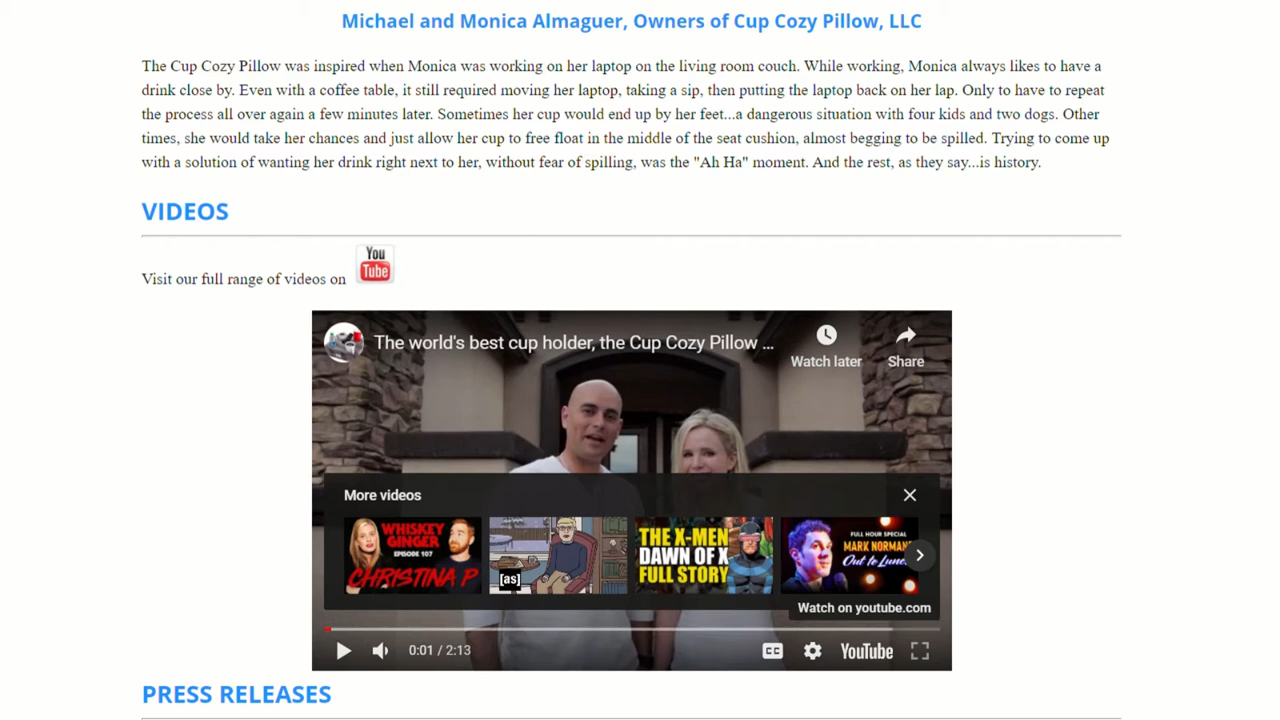 Michael and Monica Almaguer, Owners of Cup Cozy Pillow, LLC
The Cup Cozy Pillow was inspired when Monica was working on her laptop on the living room couch. While working, Monica always likes to have a
drink close by. Even with a coffee table, it still required moving her laptop, taking a sip, then putting the laptop back on her lap. Only to have to repeat
the process all over again a few minutes later. Sometimes her cup would end up by her feet...a dangerous situation with four kids and two dogs. Other
times, she would take her chances and just allow her cup to free float in the middle of the seat cushion, almost begging to be spilled. Trying to come up
with a solution of wanting her drink right next to her, without fear of spilling, was the "Ah Ha" moment. And the rest, as they say...is history.
VIDEOS
Visit our full range of videos on You Tube
The world's best cup holder, the Cup Cozy Pillow ...
Watch later
Share
More videos
WHISKEY GINGER
EPISODE 107
CHRISTINA P
[as]
THE X-MEN
DAWN OF X
FULL STORY
FULL HOUR SPECIAL
MARK NORMAN
Out to Lunch
Watch on youtube.com
0:01 / 2:13
CC
YouTube
PRESS RELEASES